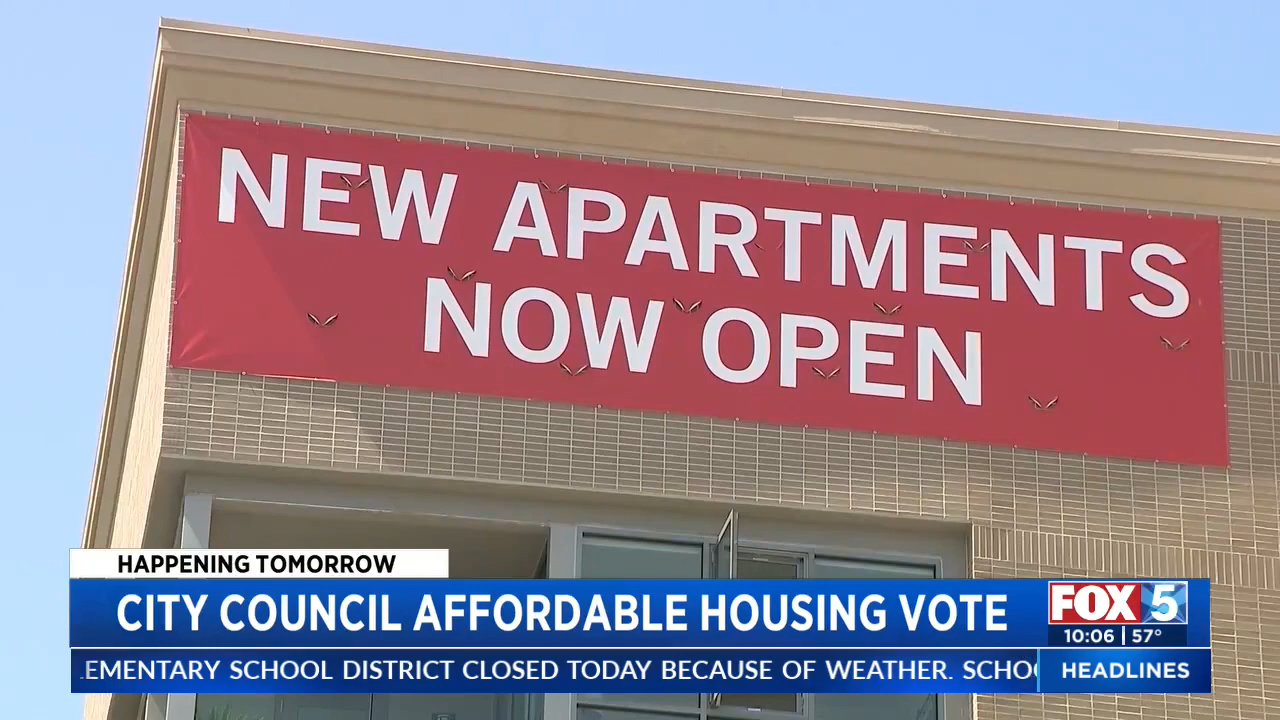 NEW APARTMENTS
NOW OPEN
HAPPENING TOMORROW
CITY COUNCIL AFFORDABLE HOUSING VOTE
FOX 5
10:06 | 57°
EMENTARY SCHOOL DISTRICT CLOSED TODAY BECAUSE OF WEATHER. SCHO
HEADLINES